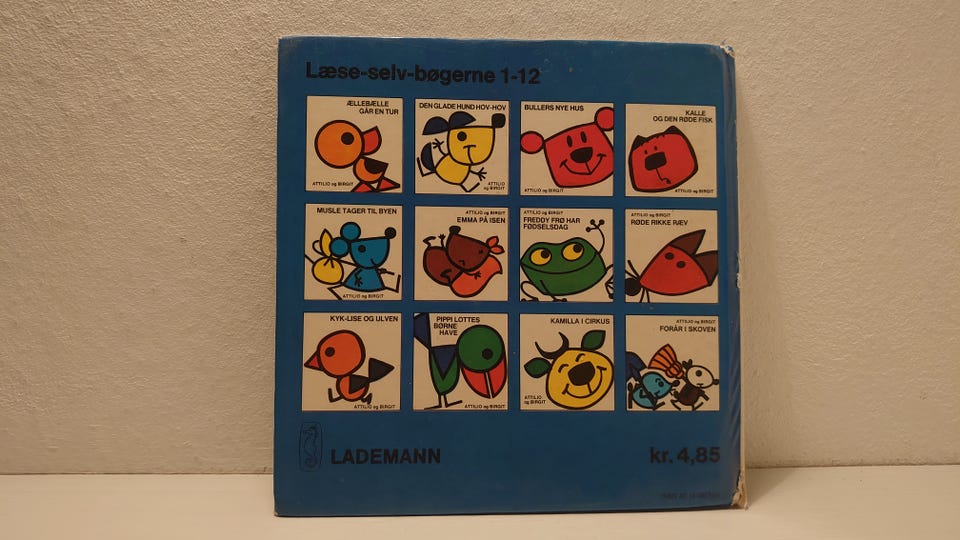 Læse-selv-bøgerne 1-12
ÆLLEBÆLLE
GÅR EN TUR
ATTILIO og BIRGIT
DEN GLADE HUND HOV-HOV
ATTILIO
og BIRGIT
BULLERS NYE HUS
ATTILIO og BIRGIT
KALLE
OG DEN RØDE FISK
ATTILIO og BIRGIT
MUSLE TAGER TIL BYEN
ATTILIO og BIRGIT
ATTILIO og BIRGIT
EMMA PÅ ISEN
ATTILIO og BIRGIT
FREDDY FRØ HAR
FØDSELSDAG
ATTILIO og BIRGIT
RØDE RIKKE RÆV
KYK-LISE OG ULVEN
ATTILIO og BIRGIT
PIPPI LOTTES
BØRNE
HAVE
ATTILIO og BIRGIT
KAMILLA I CIRKUS
ATTILIO
og BIRGIT
ATTILIO og BIRGIT
FORÅR I SKOVEN
LADEMANN
kr. 4,85